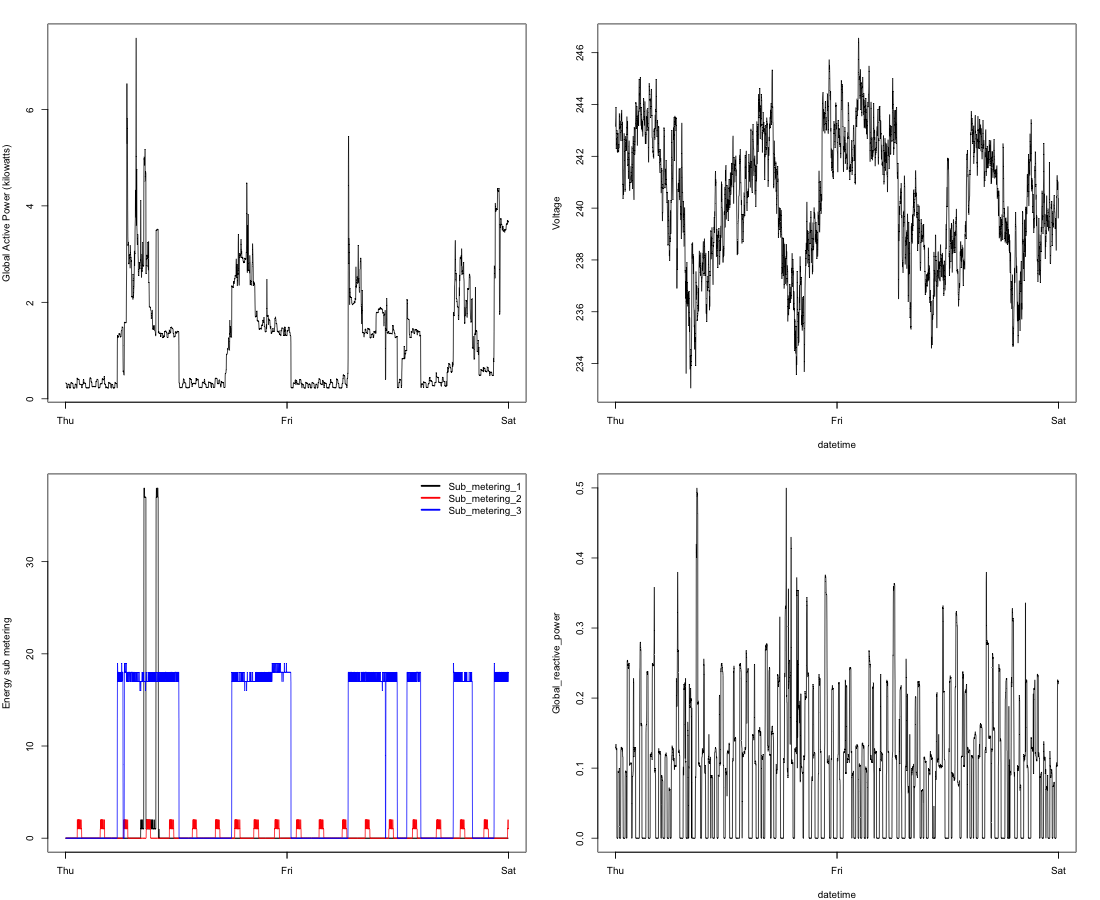 Global Active Power (kilowatts)
0
2
4
6
Thu
Fri
Sat
Voltage
234
236
238
240
242
244
246
Thu
Fri
Sat
datetime
Energy sub metering
0
10
20
30
Sub_metering_1
Sub_metering_2
Sub_metering_3
Thu
Fri
Sat
Global_reactive_power
0.0
0.1
0.2
0.3
0.4
0.5
Thu
Fri
Sat
datetime